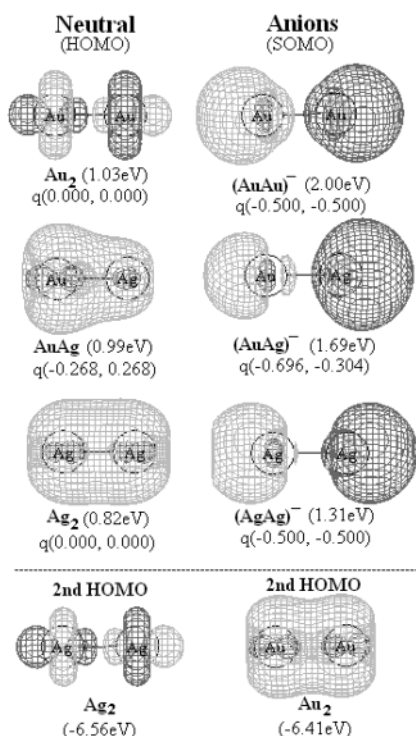 Neutral Anions
(HOMO) (SOMO)
Au Au Au Au
Au₂ (1.03eV) (AuAu)⁻ (2.00eV)
q(0.000, 0.000) q(-0.500, -0.500)
Au Ag Au Ag
AuAg (0.99eV) (AuAg)⁻ (1.69eV)
q(-0.268, 0.268) q(-0.696, -0.304)
Ag Ag Ag Ag
Ag₂ (0.82eV) (AgAg)⁻ (1.31eV)
q(0.000, 0.000) q(-0.500, -0.500)
2nd HOMO 2nd HOMO
Ag Ag Au Au
Ag₂ Au₂
(-6.56eV) (-6.41eV)